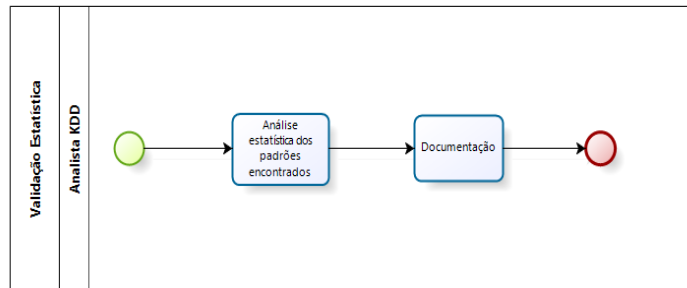 Validação Estatística
Analista KDD
Análise
estatística dos
padrões
encontrados
Documentação